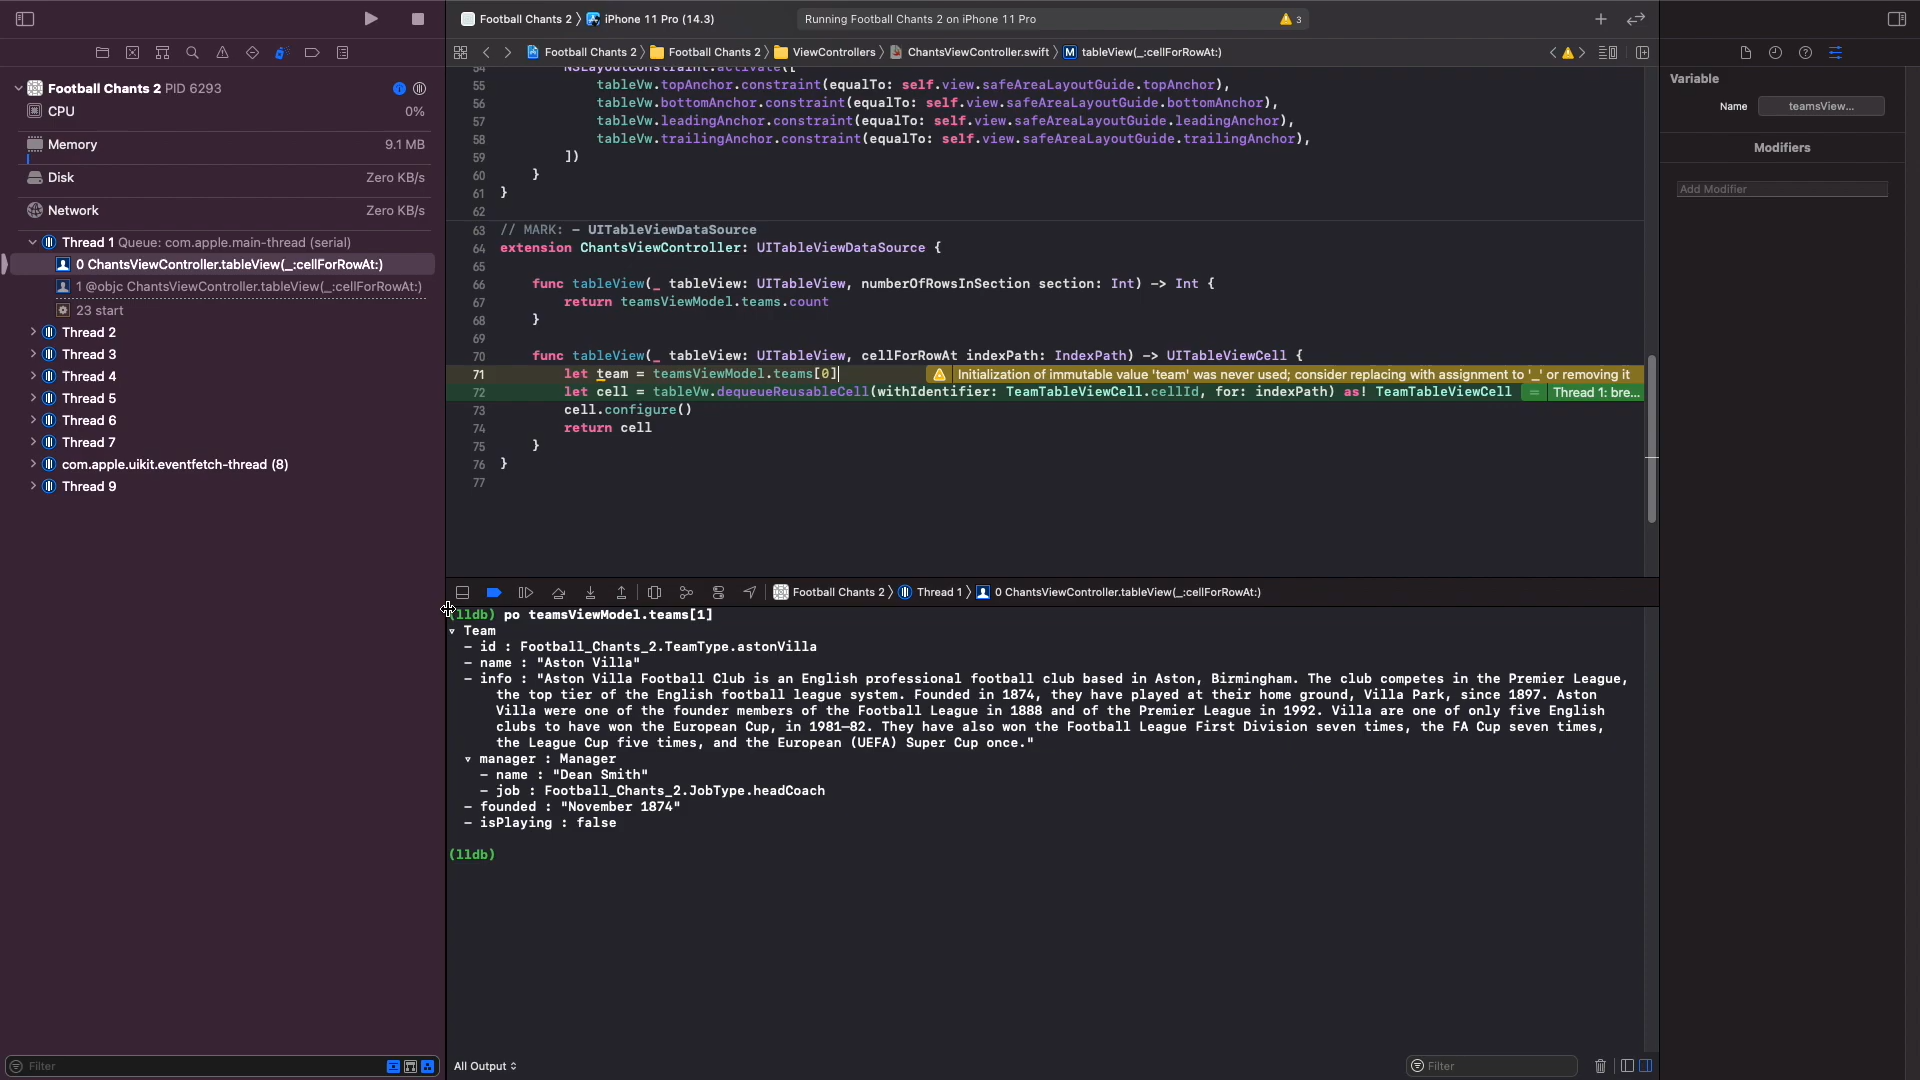 Football Chants 2 〉 iPhone 11 Pro (14.3)
Running Football Chants 2 on iPhone 11 Pro
3
Football Chants 2 〉 Football Chants 2 〉 ViewControllers 〉 ChantsViewController.swift 〉 M tableView(_:cellForRowAt:)
Football Chants 2 PID 6293
CPU 0%
Memory 9.1 MB
Disk Zero KB/s
Network Zero KB/s
Thread 1 Queue: com.apple.main-thread (serial)
0 ChantsViewController.tableView(_:cellForRowAt:)
1 @objc ChantsViewController.tableView(_:cellForRowAt:)
23 start
Thread 2
Thread 3
Thread 4
Thread 5
Thread 6
Thread 7
com.apple.uikit.eventfetch-thread (8)
Thread 9
Filter
54 NSLayoutConstraint.activate([
55 tableVw.topAnchor.constraint(equalTo: self.view.safeAreaLayoutGuide.topAnchor),
56 tableVw.bottomAnchor.constraint(equalTo: self.view.safeAreaLayoutGuide.bottomAnchor),
57 tableVw.leadingAnchor.constraint(equalTo: self.view.safeAreaLayoutGuide.leadingAnchor),
58 tableVw.trailingAnchor.constraint(equalTo: self.view.safeAreaLayoutGuide.trailingAnchor),
59 ])
60 }
61 }
62
63 // MARK: - UITableViewDataSource
64 extension ChantsViewController: UITableViewDataSource {
65
66 func tableView(_ tableView: UITableView, numberOfRowsInSection section: Int) -> Int {
67 return teamsViewModel.teams.count
68 }
69
70 func tableView(_ tableView: UITableView, cellForRowAt indexPath: IndexPath) -> UITableViewCell {
71 let team = teamsViewModel.teams[0] Initialization of immutable value 'team' was never used; consider replacing with assignment to '_' or removing it
72 let cell = tableVw.dequeueReusableCell(withIdentifier: TeamTableViewCell.cellId, for: indexPath) as! TeamTableViewCell = Thread 1: bre...
73 cell.configure()
74 return cell
75 }
76 }
77
Football Chants 2 〉 Thread 1 〉 0 ChantsViewController.tableView(_:cellForRowAt:)
(lldb) po teamsViewModel.teams[1]
▿ Team
- id : Football_Chants_2.TeamType.astonVilla
- name : "Aston Villa"
- info : "Aston Villa Football Club is an English professional football club based in Aston, Birmingham. The club competes in the Premier League,
the top tier of the English football league system. Founded in 1874, they have played at their home ground, Villa Park, since 1897. Aston
Villa were one of the founder members of the Football League in 1888 and of the Premier League in 1992. Villa are one of only five English
clubs to have won the European Cup, in 1981–82. They have also won the Football League First Division seven times, the FA Cup seven times,
the League Cup five times, and the European (UEFA) Super Cup once."
▿ manager : Manager
- name : "Dean Smith"
- job : Football_Chants_2.JobType.headCoach
- founded : "November 1874"
- isPlaying : false
(lldb)
All Output
Filter
Variable
Name teamsView...
Modifiers
Add Modifier